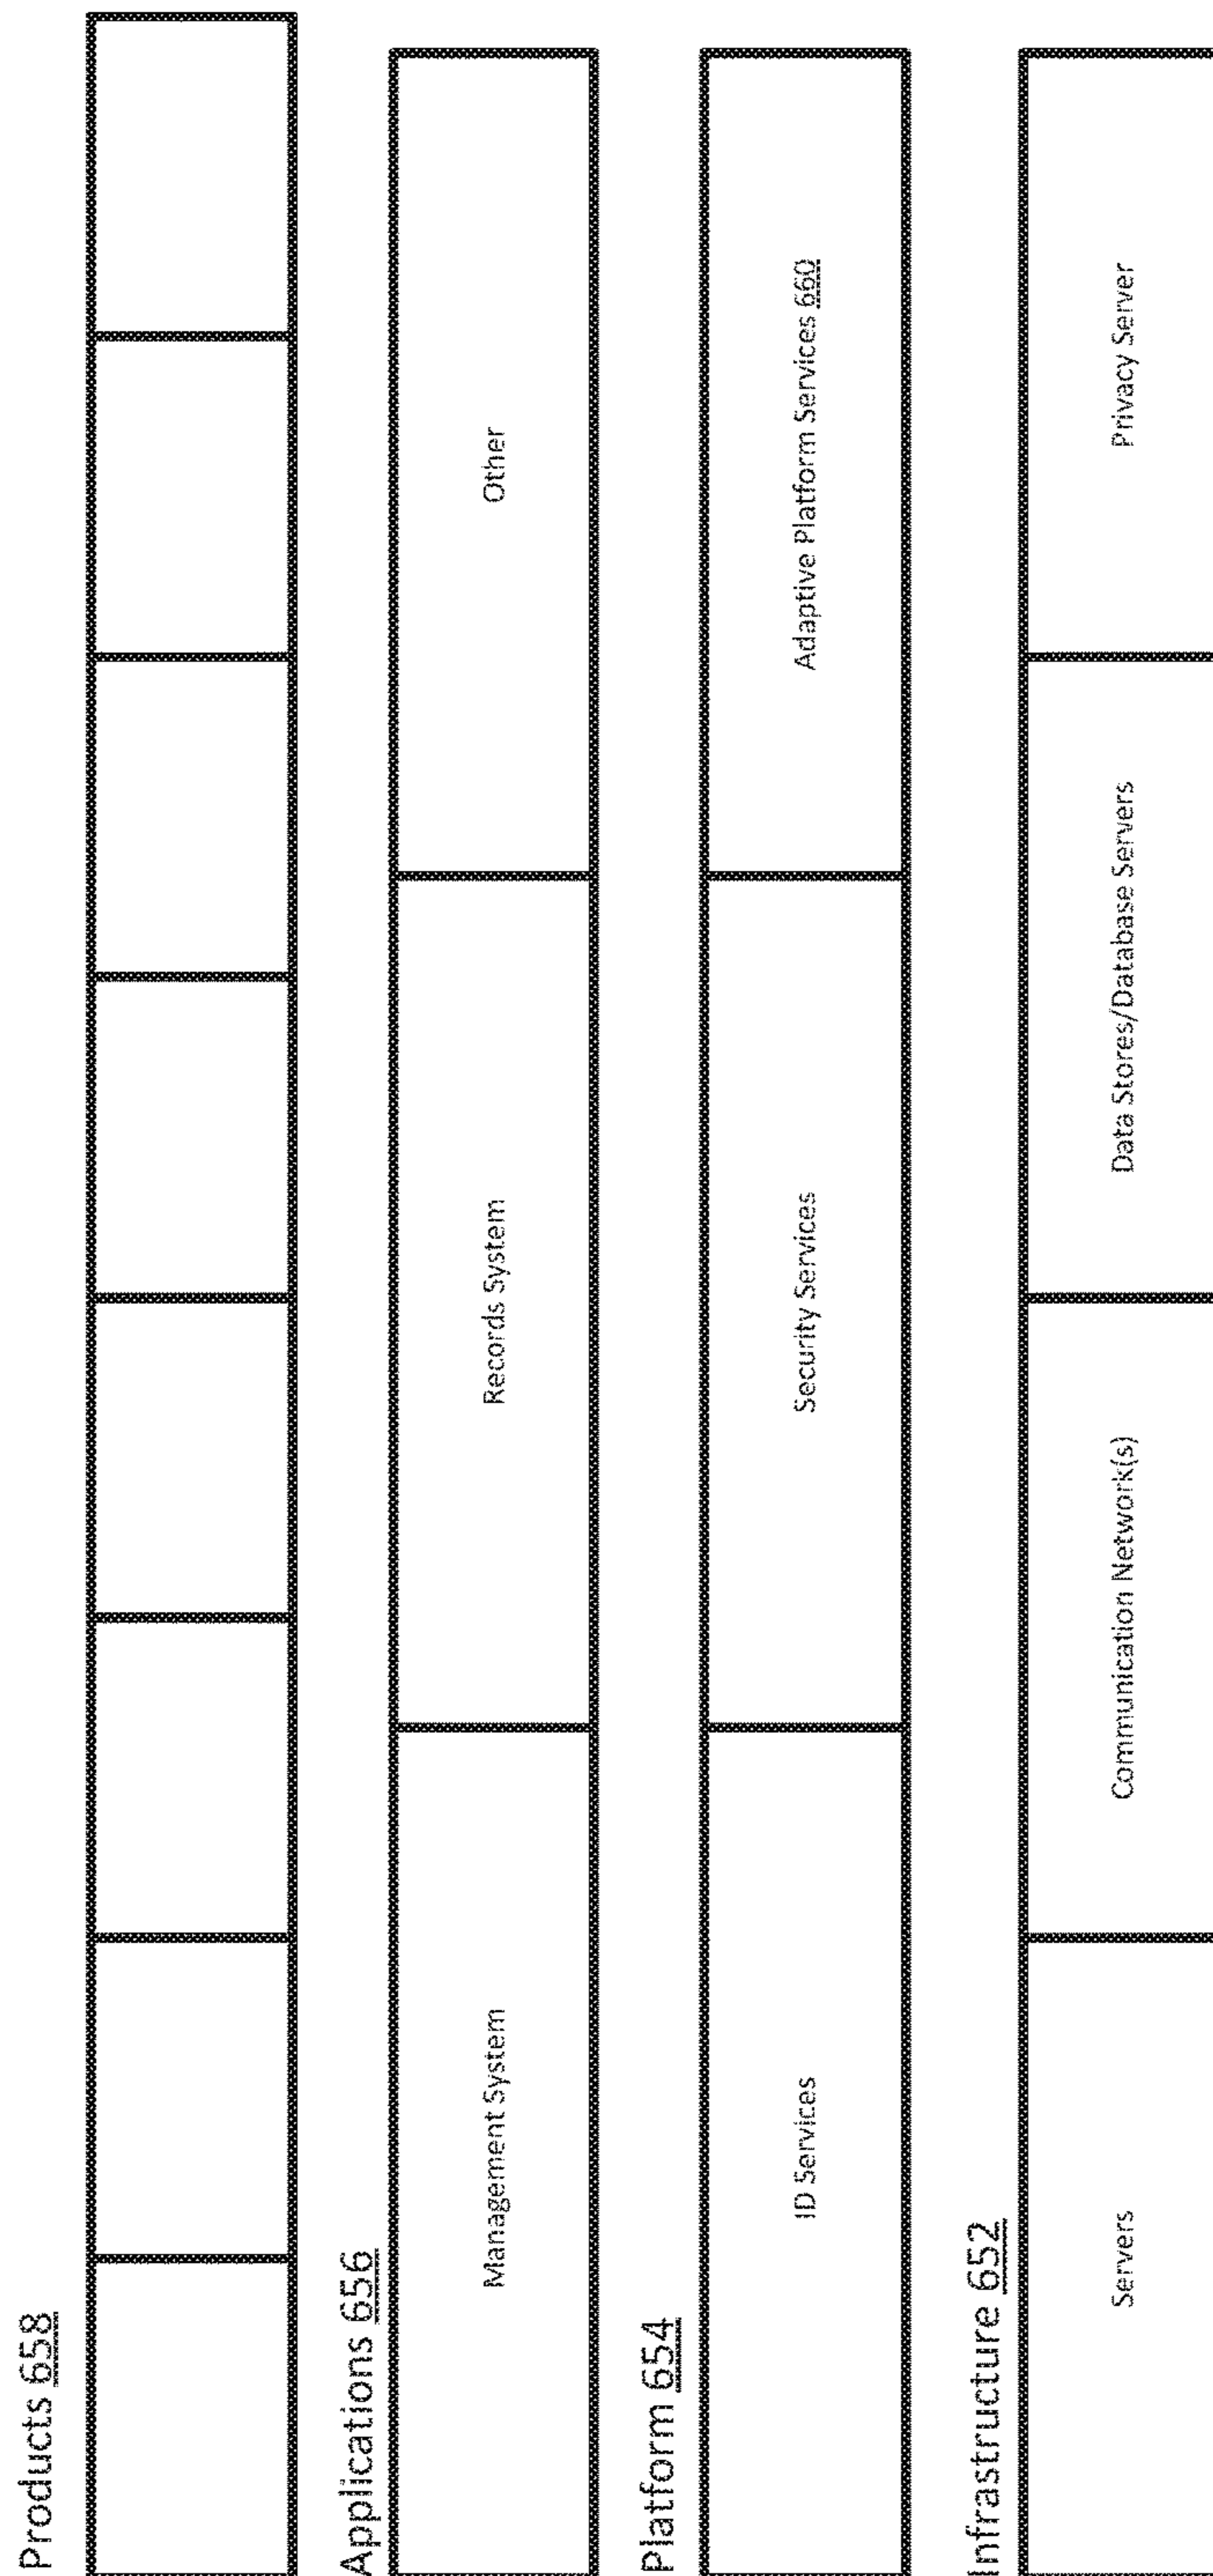 Products 658
Applications 656
Management System
Records System
Other
Platform 654
ID Services
Security Services
Adaptive Platform Services 660
Infrastructure 652
Servers
Communication Network(s)
Data Stores/Database Servers
Privacy Server